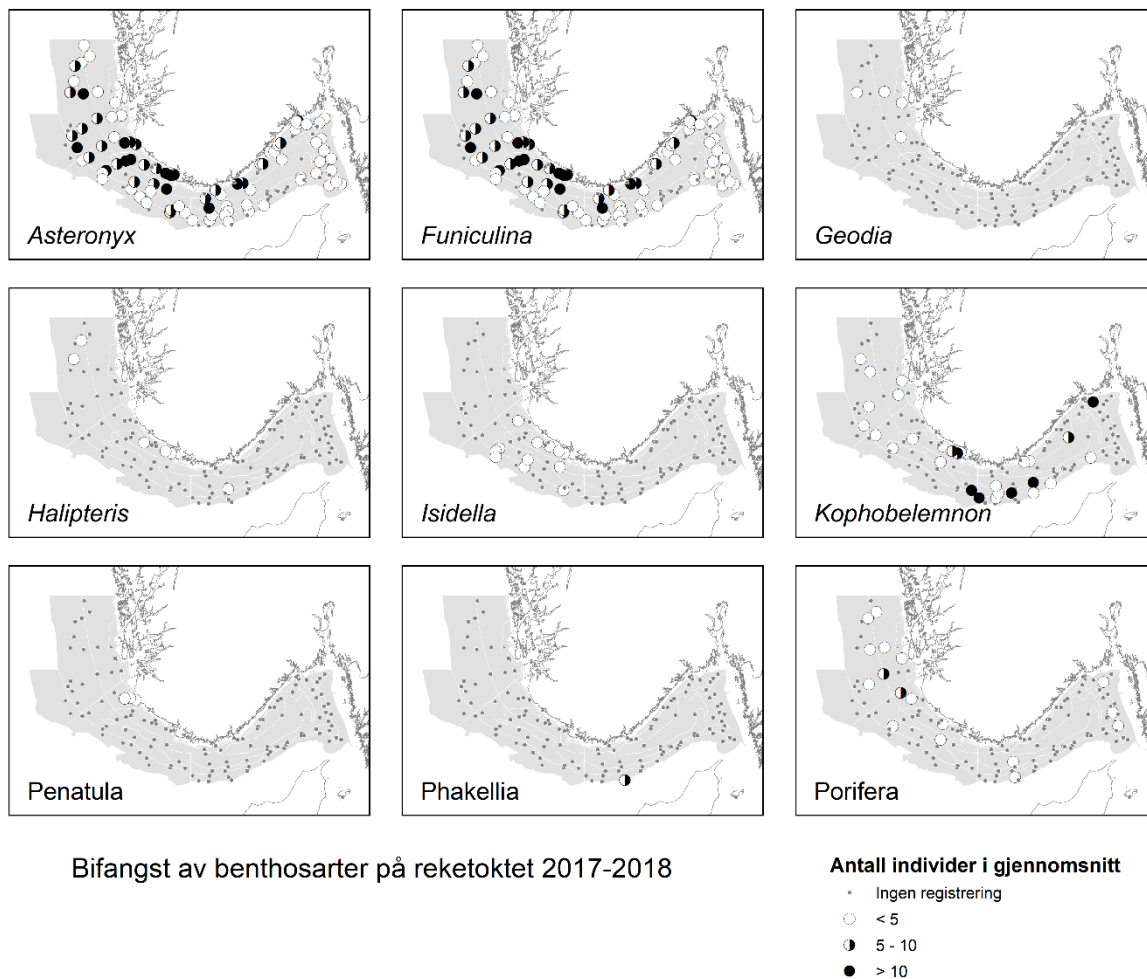 Asteronyx
Funiculina
Geodia
Halipteris
Isidella
Kophobelemnon
Penatula
Phakellia
Porifera
Bifangst av benthosarter på reketoktet 2017-2018
Antall individer i gjennomsnitt
Ingen registrering
< 5
5 - 10
> 10